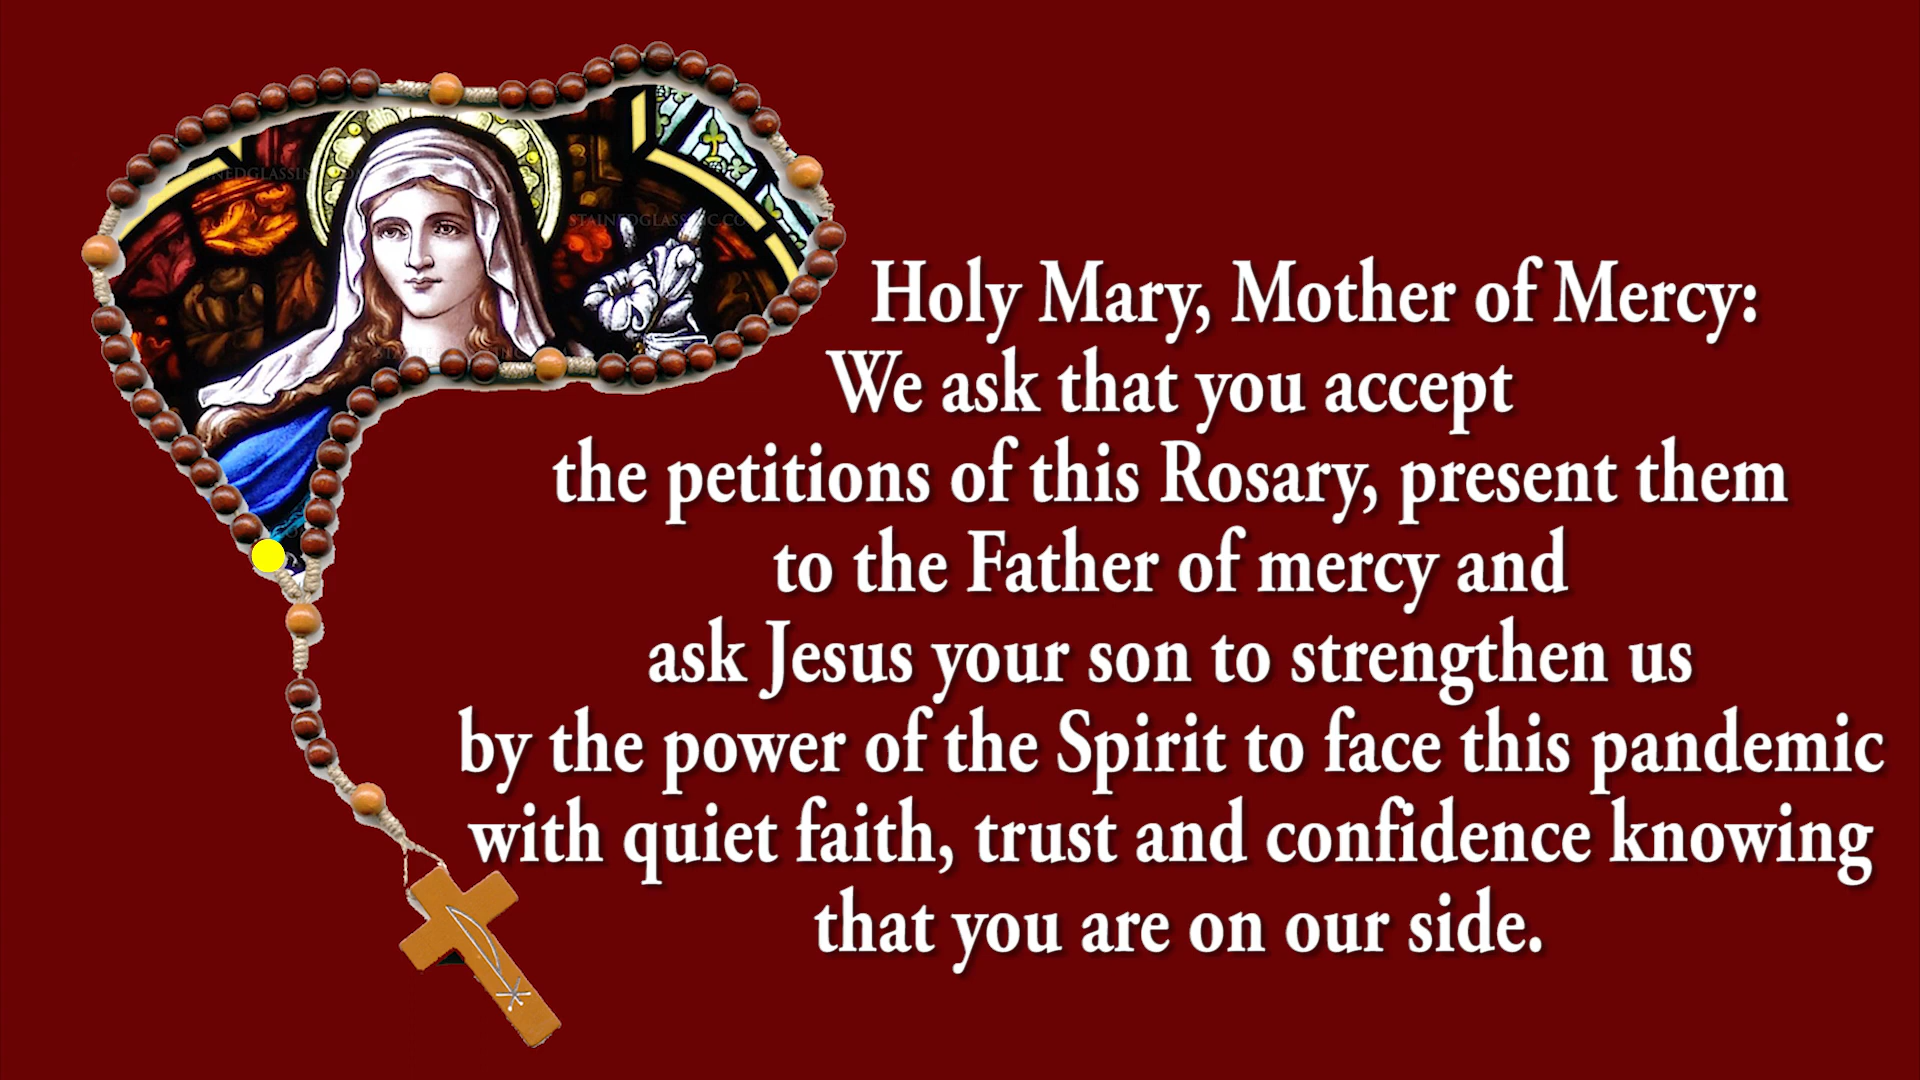 Holy Mary, Mother of Mercy:
We ask that you accept
the petitions of this Rosary, present them
to the Father of mercy and
ask Jesus your son to strengthen us
by the power of the Spirit to face this pandemic
with quiet faith, trust and confidence knowing
that you are on our side.